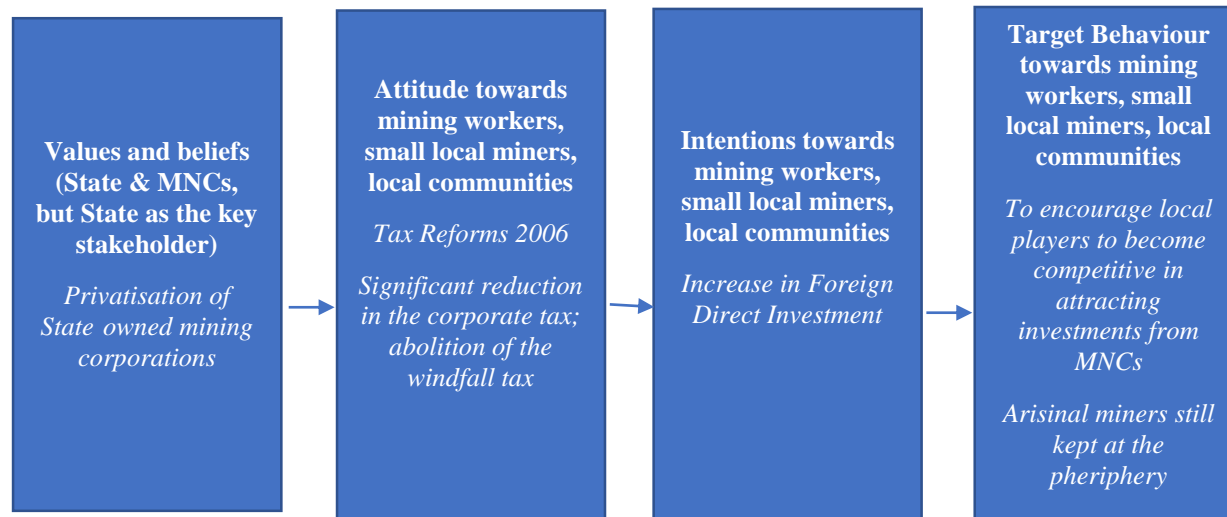 Values and beliefs
(State & MNCs,
but State as the key
stakeholder)
Privatisation of
State owned mining
corporations
Attitude towards
mining workers,
small local miners,
local communities
Tax Reforms 2006
Significant reduction
in the corporate tax;
abolition of the
windfall tax
Intentions towards
mining workers,
small local miners,
local communities
Increase in Foreign
Direct Investment
Target Behaviour
towards mining
workers, small
local miners, local
communities
To encourage local
players to become
competitive in
attracting
investments from
MNCs
Arisinal miners still
kept at the
pheriphery